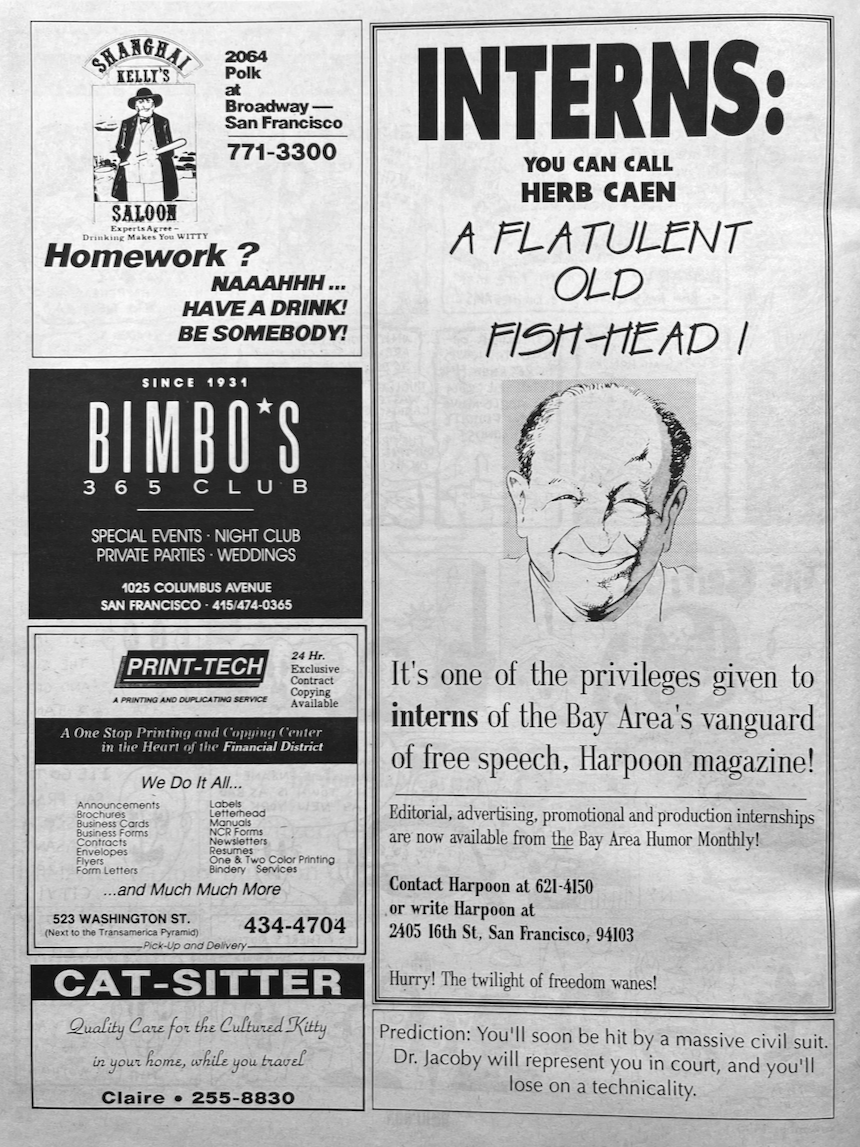 SHANGHAI
KELLY'S
SALOON
Experts Agree –
Drinking Makes You WITTY
2064
Polk
at
Broadway —
San Francisco
771-3300
Homework ?
NAAAHHH ...
HAVE A DRINK!
BE SOMEBODY!
SINCE 1931
BIMBO'S
365 CLUB
SPECIAL EVENTS · NIGHT CLUB
PRIVATE PARTIES · WEDDINGS
1025 COLUMBUS AVENUE
SAN FRANCISCO · 415/474-0365
PRINT-TECH
A PRINTING AND DUPLICATING SERVICE
24 Hr.
Exclusive
Contract
Copying
Available
A One Stop Printing and Copying Center
in the Heart of the Financial District
We Do It All...
Announcements
Brochures
Business Cards
Business Forms
Contracts
Envelopes
Flyers
Form Letters
Labels
Letterhead
Manuals
NCR Forms
Newsletters
Resumes
One & Two Color Printing
Bindery Services
...and Much Much More
523 WASHINGTON ST.
(Next to the Transamerica Pyramid)
434-4704
Pick-Up and Delivery
CAT-SITTER
Quality Care for the Cultured Kitty
in your home, while you travel
Claire • 255-8830
INTERNS:
YOU CAN CALL
HERB CAEN
A FLATULENT
OLD
FISH-HEAD !
It's one of the privileges given to
interns of the Bay Area's vanguard
of free speech, Harpoon magazine!
Editorial, advertising, promotional and production internships
are now available from the Bay Area Humor Monthly!
Contact Harpoon at 621-4150
or write Harpoon at
2405 16th St, San Francisco, 94103
Hurry! The twilight of freedom wanes!
Prediction: You'll soon be hit by a massive civil suit.
Dr. Jacoby will represent you in court, and you'll
lose on a technicality.